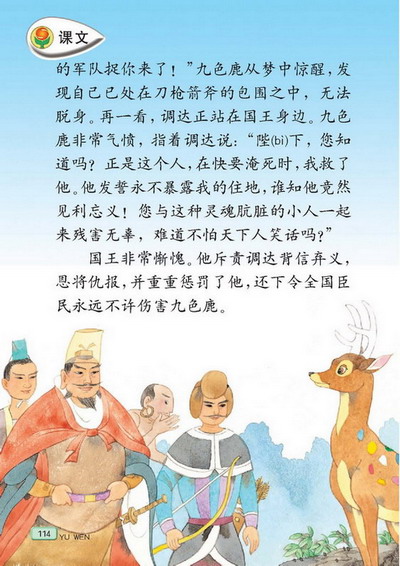 课文
的军队捉你来了！”九色鹿从梦中惊醒，发
现自己已处在刀枪箭斧的包围之中，无法
脱身。再一看，调达正站在国王身边。九色
鹿非常气愤，指着调达说：“陛(bì)下，您知
道吗？正是这个人，在快要淹死时，我救了
他。他发誓永不暴露我的住地，谁知他竟然
见利忘义！您与这种灵魂肮脏的小人一起
来残害无辜，难道不怕天下人笑话吗？”
国王非常惭愧。他斥责调达背信弃义，
恩将仇报，并重重惩罚了他，还下令全国臣
民永远不许伤害九色鹿。
114
YU WEN